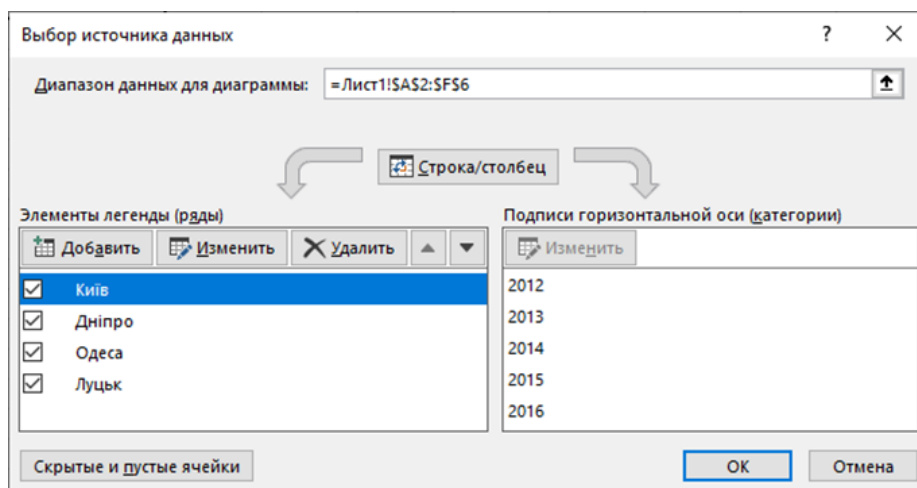 Выбор источника данных ? ×
Диапазон данных для диаграммы: =Лист1!$A$2:$F$6
Строка/столбец
Элементы легенды (ряды)
Добавить Изменить Удалить
Київ
Дніпро
Одеса
Луцьк
Подписи горизонтальной оси (категории)
Изменить
2012
2013
2014
2015
2016
Скрытые и пустые ячейки
ОК Отмена